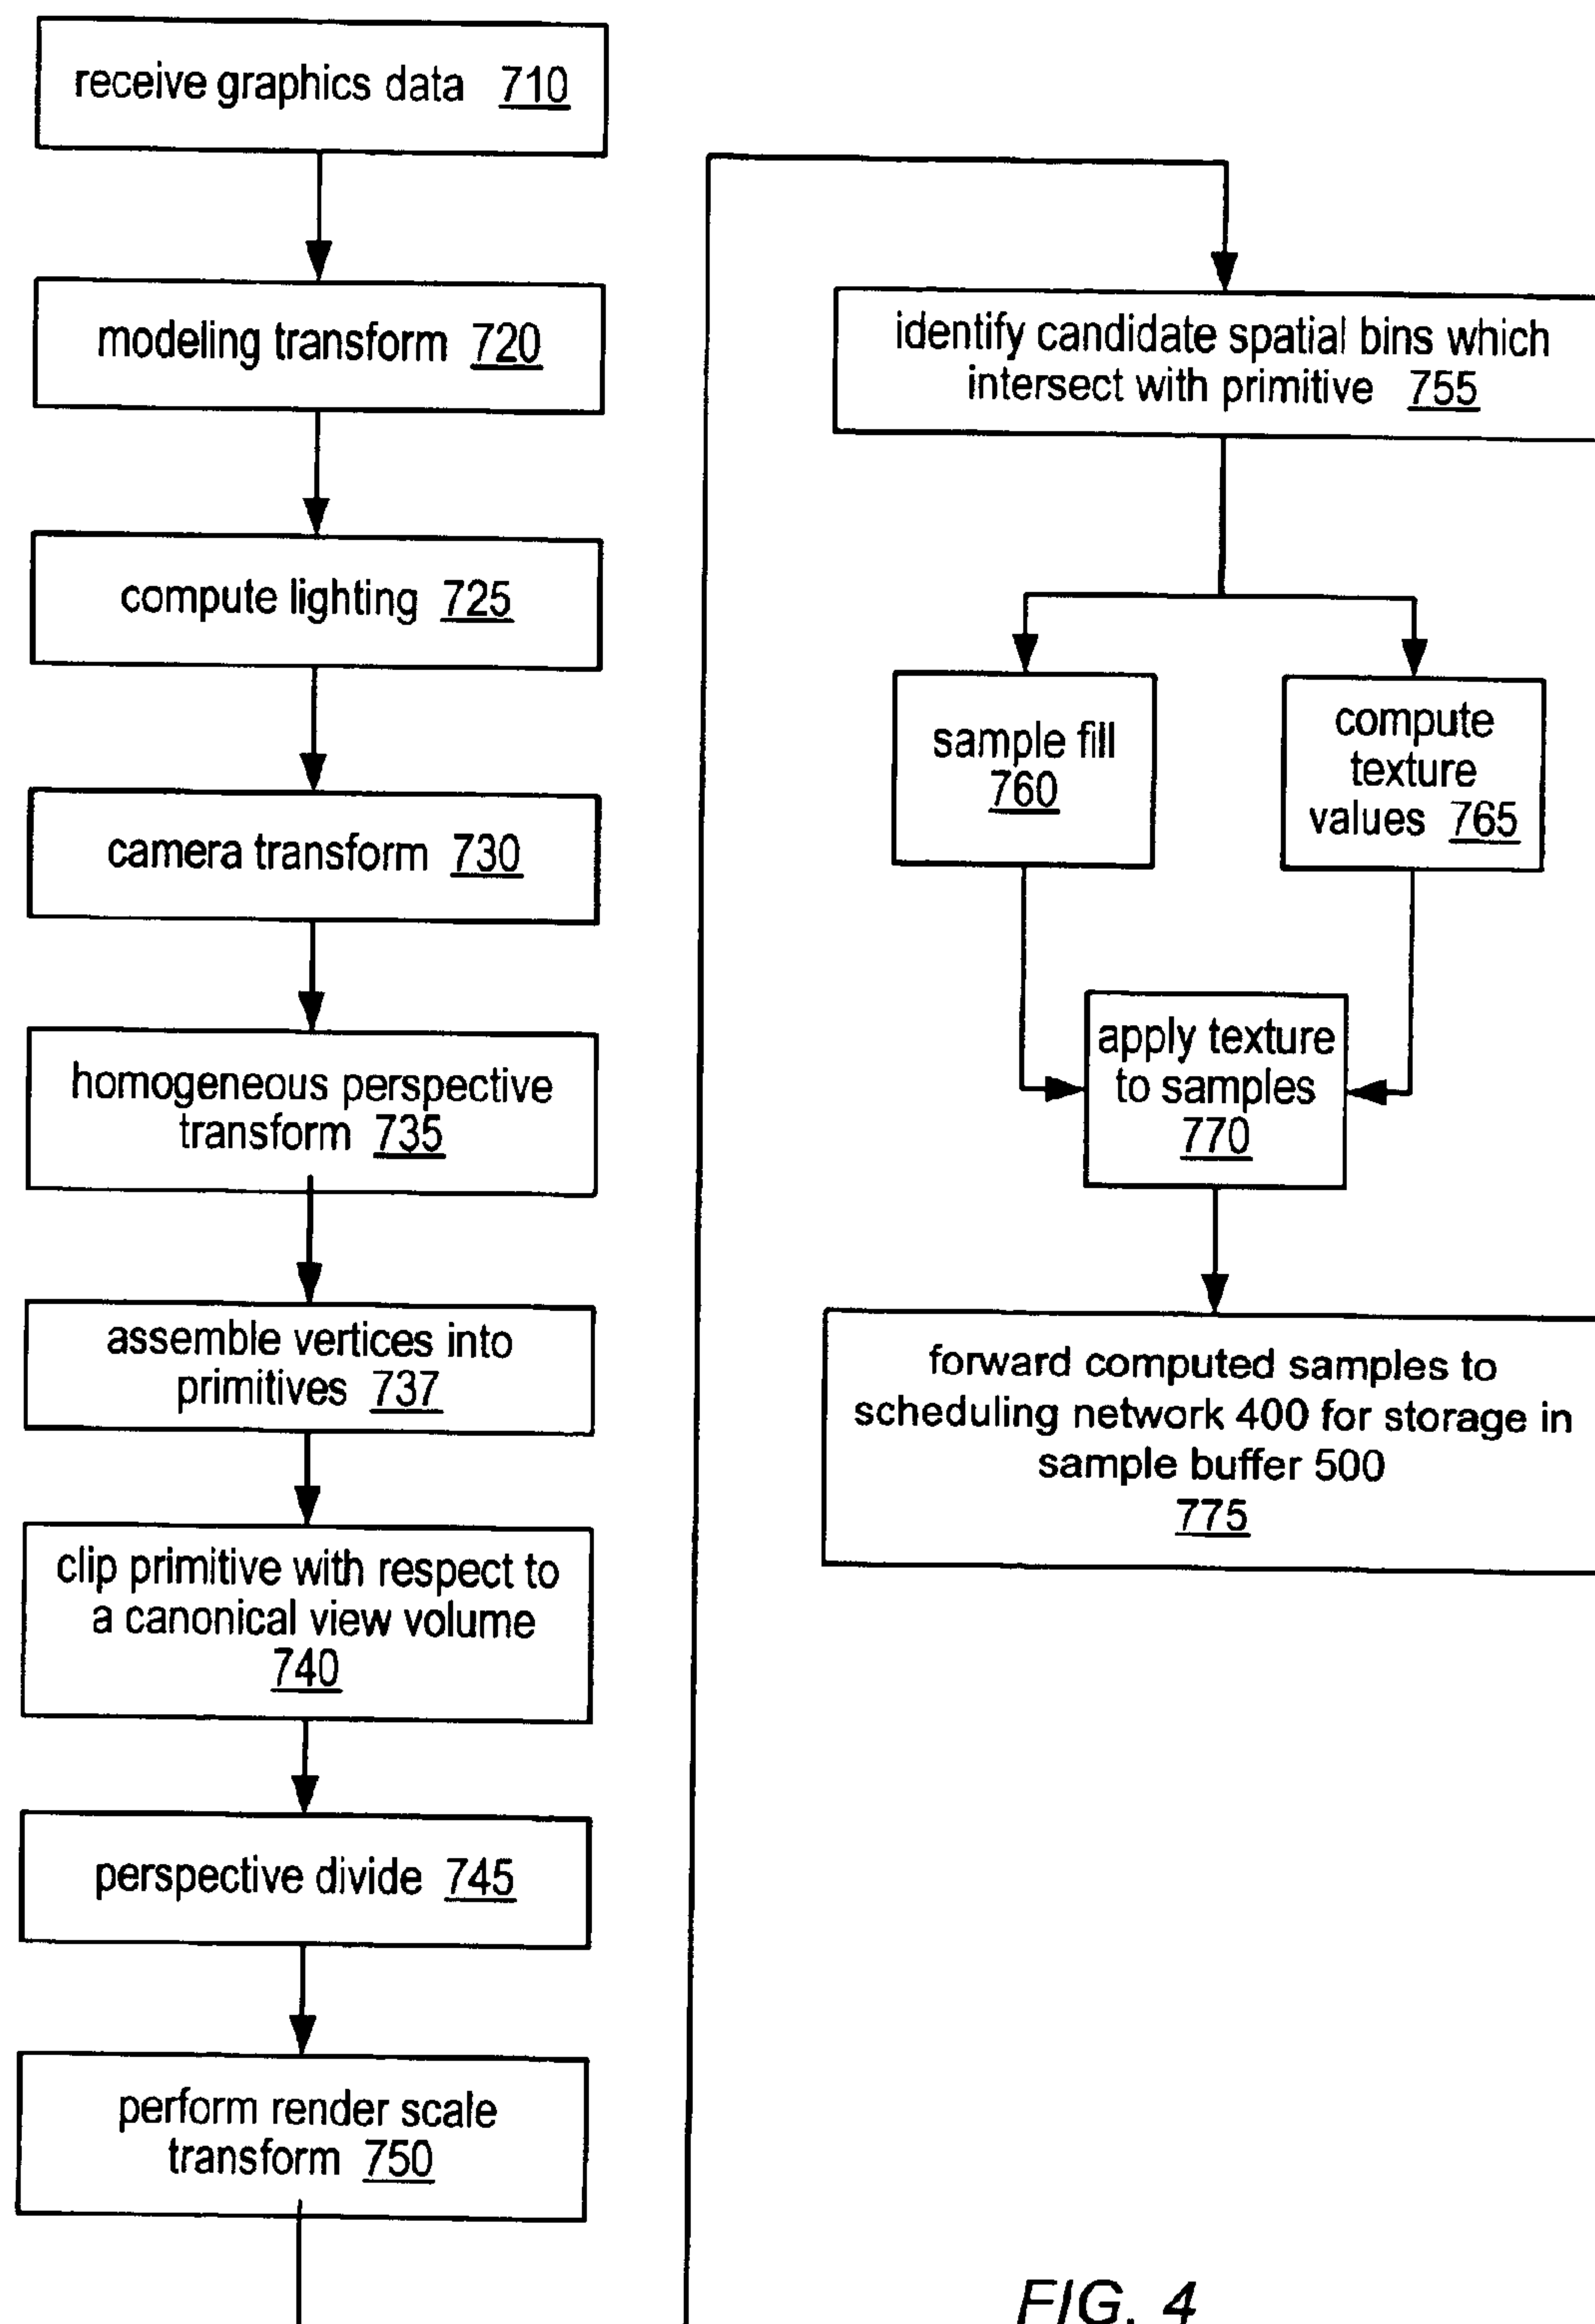 receive graphics data 710
modeling transform 720
compute lighting 725
camera transform 730
homogeneous perspective
transform 735
assemble vertices into
primitives 737
clip primitive with respect to
a canonical view volume
740
perspective divide 745
perform render scale
transform 750
identify candidate spatial bins which
intersect with primitive 755
sample fill
760
compute
texture
values 765
apply texture
to samples
770
forward computed samples to
scheduling network 400 for storage in
sample buffer 500
775
FIG. 4